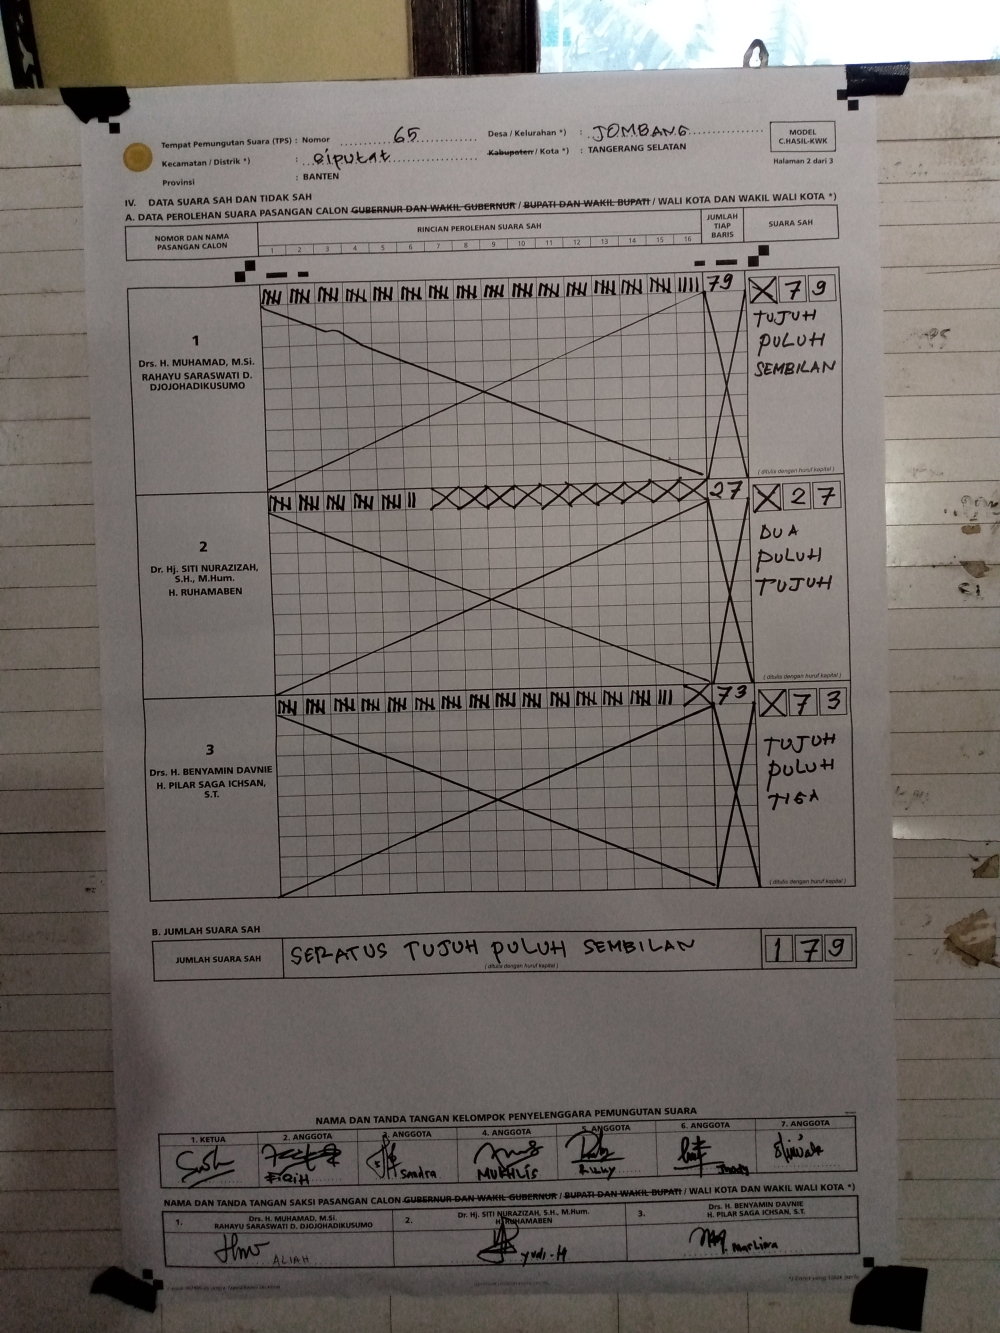 Tempat Pemungutan Suara (TPS) : Nomor 65 Desa / Kelurahan *) : JOMBANG
Kecamatan / Distrik *) : Ciputat Kabupaten / Kota *) : TANGERANG SELATAN
Provinsi : BANTEN
MODEL
C.HASIL-KWK
Halaman 2 dari 3
IV. DATA SUARA SAH DAN TIDAK SAH
A. DATA PEROLEHAN SUARA PASANGAN CALON GUBERNUR DAN WAKIL GUBERNUR / BUPATI DAN WAKIL BUPATI / WALI KOTA DAN WAKIL WALI KOTA *)
NOMOR DAN NAMA
PASANGAN CALON
RINCIAN PEROLEHAN SUARA SAH
1 2 3 4 5 6 7 8 9 10 11 12 13 14 15 16
JUMLAH
TIAP
BARIS
SUARA SAH
1
Drs. H. MUHAMAD, M.Si.
RAHAYU SARASWATI D.
DJOJOHADIKUSUMO
79
X 7 9
TUJUH
PULUH
SEMBILAN
( ditulis dengan huruf kapital )
2
Dr. Hj. SITI NURAZIZAH,
S.H., M.Hum.
H. RUHAMABEN
27
X 2 7
DUA
PULUH
TUJUH
( ditulis dengan huruf kapital )
3
Drs. H. BENYAMIN DAVNIE
H. PILAR SAGA ICHSAN,
S.T.
73
X 7 3
TUJUH
PULUH
TIGA
( ditulis dengan huruf kapital )
B. JUMLAH SUARA SAH
JUMLAH SUARA SAH
SERATUS TUJUH PULUH SEMBILAN
( ditulis dengan huruf kapital )
1 7 9
NAMA DAN TANDA TANGAN KELOMPOK PENYELENGGARA PEMUNGUTAN SUARA
1. KETUA 2. ANGGOTA 3. ANGGOTA 4. ANGGOTA 5. ANGGOTA 6. ANGGOTA 7. ANGGOTA
FIQIH Sandra MUKHLIS Rizky
NAMA DAN TANDA TANGAN SAKSI PASANGAN CALON GUBERNUR DAN WAKIL GUBERNUR / BUPATI DAN WAKIL BUPATI / WALI KOTA DAN WAKIL WALI KOTA *)
1. Drs. H. MUHAMAD, M.Si.
RAHAYU SARASWATI D. DJOJOHADIKUSUMO
ALIAH
2. Dr. Hj. SITI NURAZIZAH, S.H., M.Hum.
H. RUHAMABEN
yudi-H
3. Drs. H. BENYAMIN DAVNIE
H. PILAR SAGA ICHSAN, S.T.
Marlina